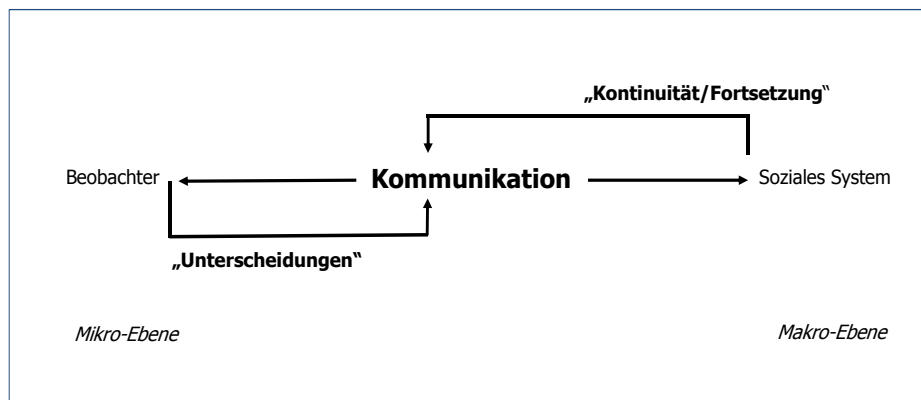 „Kontinuität/Fortsetzung“
Beobachter
Kommunikation
Soziales System
„Unterscheidungen“
Mikro-Ebene
Makro-Ebene